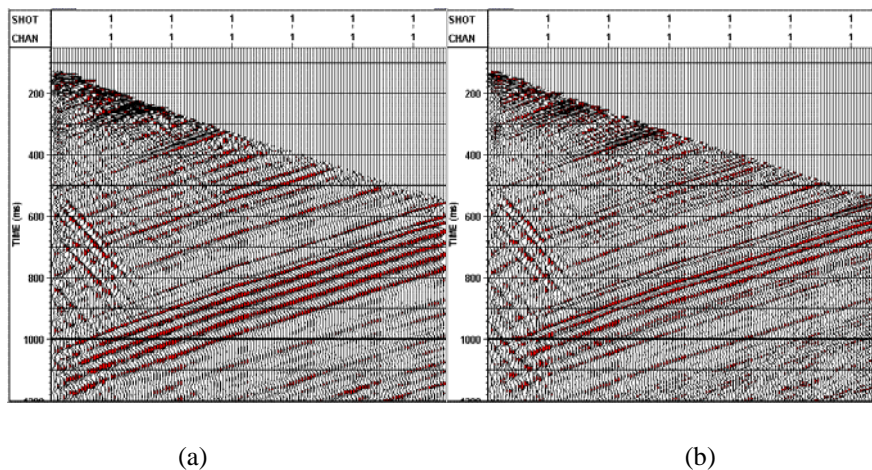 SHOT 1 1 1 1 1 1 SHOT 1 1 1 1 1 1
CHAN 1 1 1 1 1 1 CHAN 1 1 1 1 1 1
200 200
400 400
TIME (ms) 600 TIME (ms) 600
800 800
1000 1000
(a) (b)